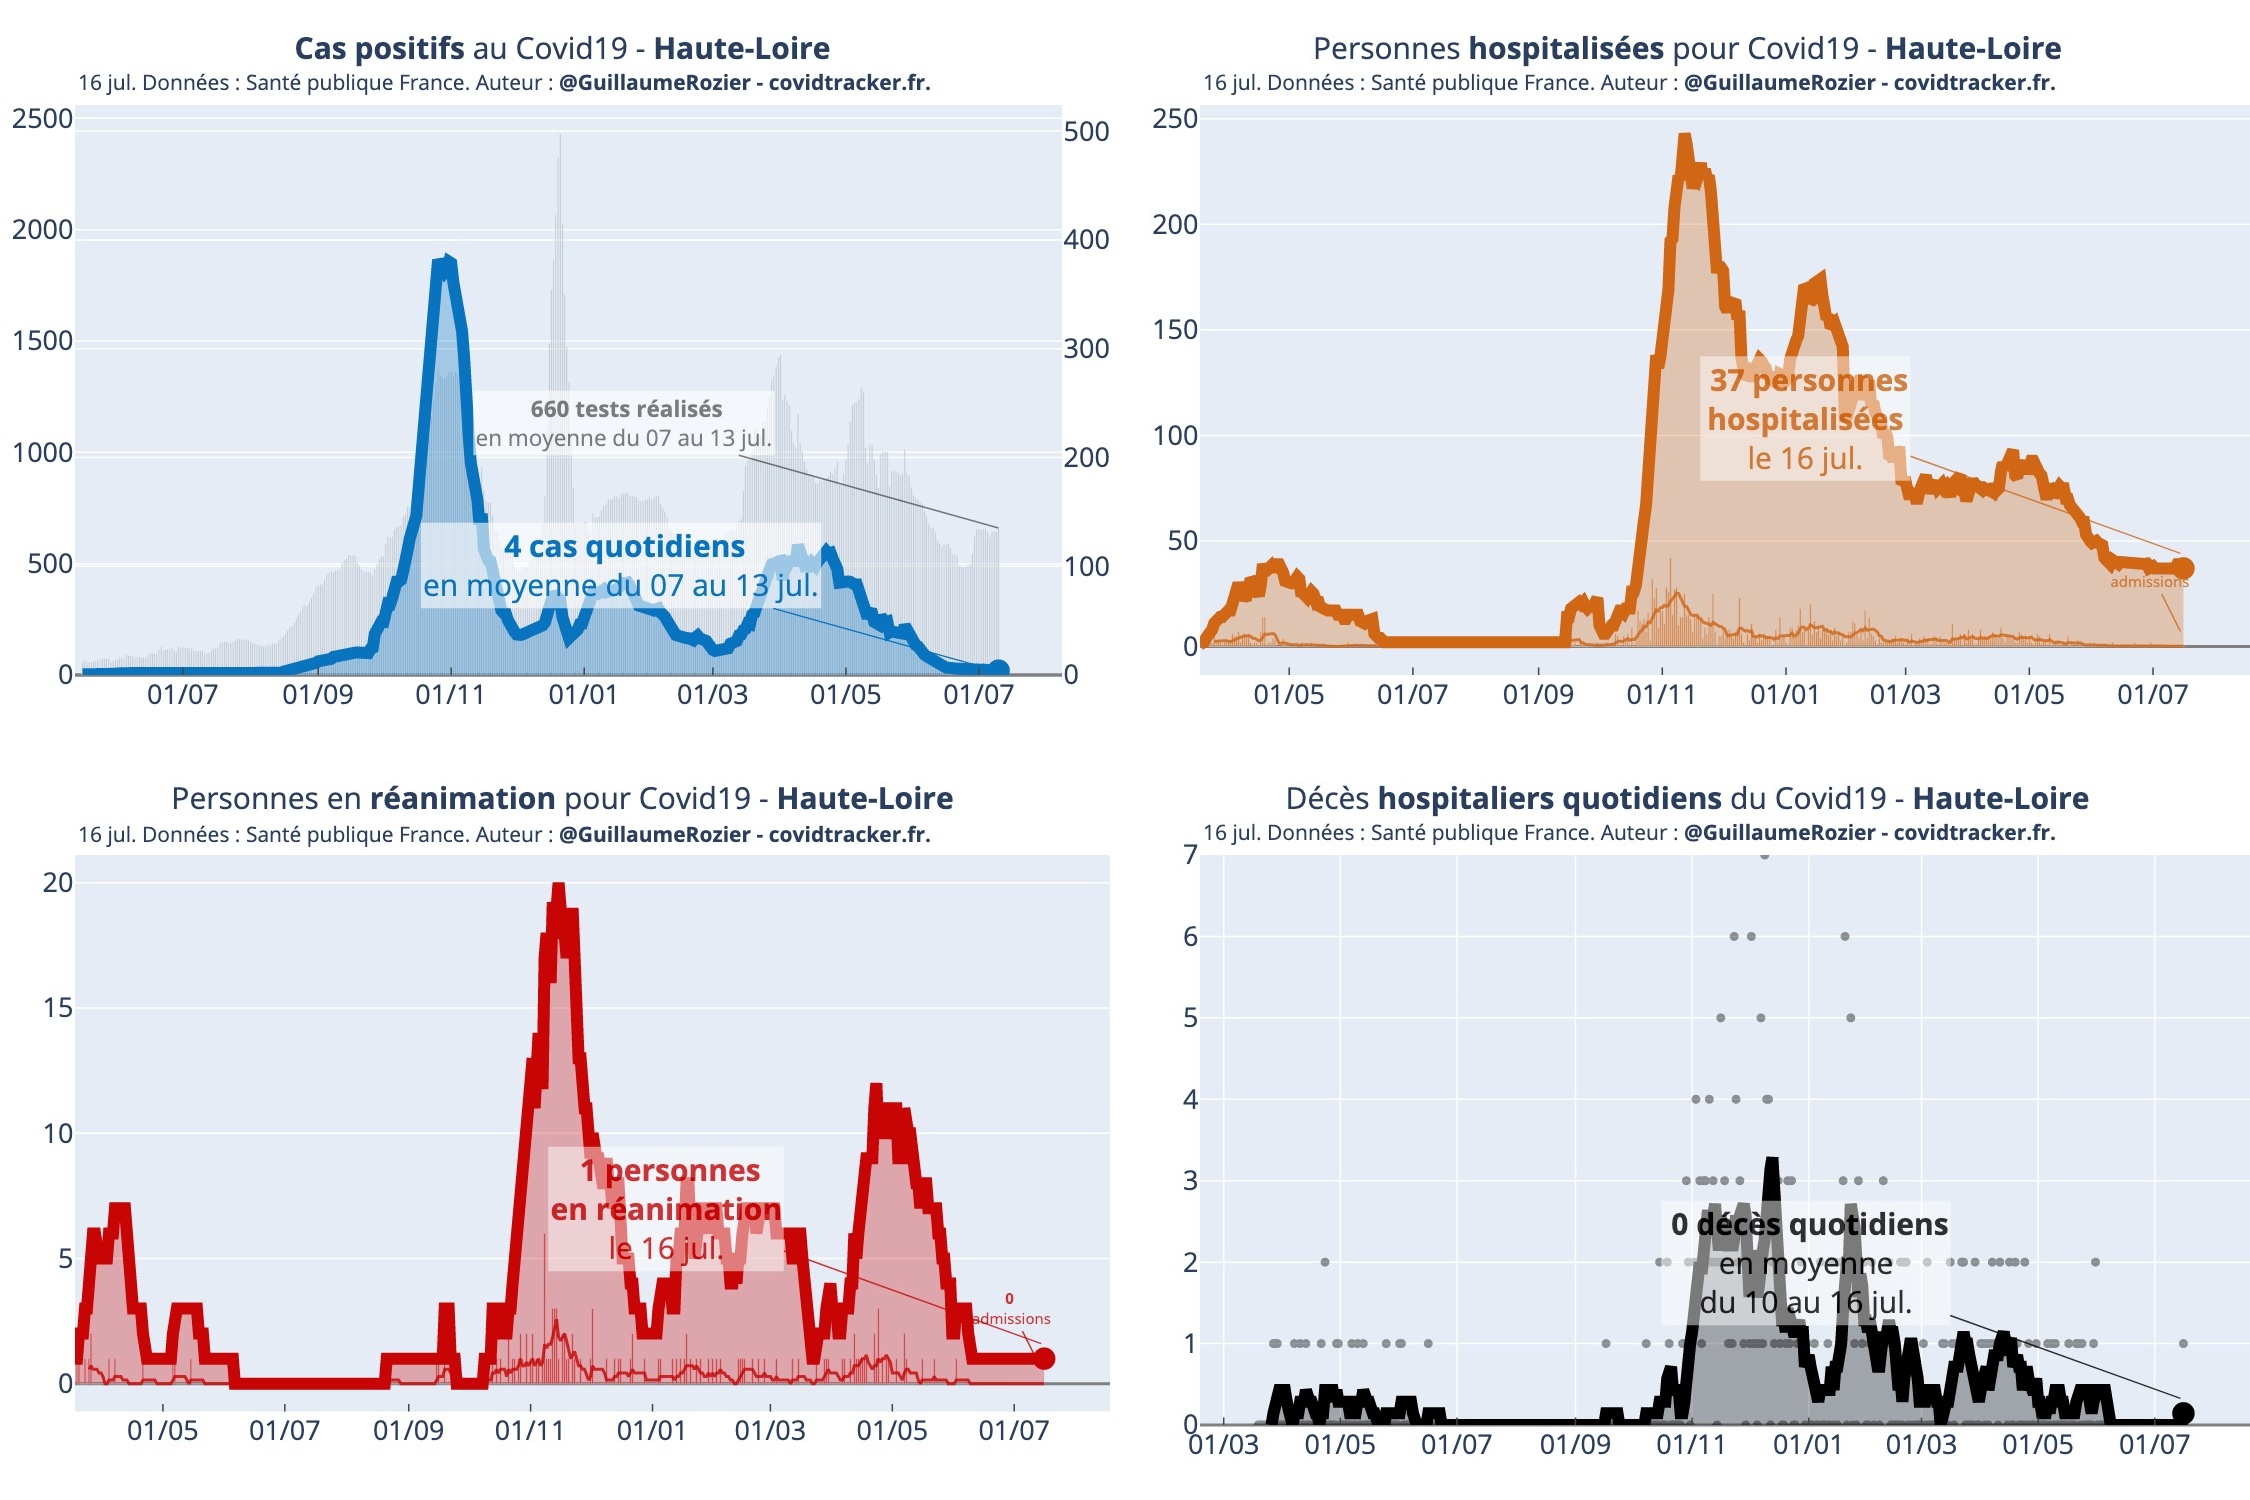 Cas positifs au Covid19 - Haute-Loire
16 jul. Données : Santé publique France. Auteur : @GuillaumeRozier - covidtracker.fr.
2500
2000
1500
1000
500
0
500
400
300
200
100
0
660 tests réalisés
en moyenne du 07 au 13 jul.
4 cas quotidiens
en moyenne du 07 au 13 jul.
01/07 01/09 01/11 01/01 01/03 01/05 01/07
Personnes hospitalisées pour Covid19 - Haute-Loire
16 jul. Données : Santé publique France. Auteur : @GuillaumeRozier - covidtracker.fr.
250
200
150
100
50
0
37 personnes
hospitalisées
le 16 jul.
admissions
01/05 01/07 01/09 01/11 01/01 01/03 01/05 01/07
Personnes en réanimation pour Covid19 - Haute-Loire
16 jul. Données : Santé publique France. Auteur : @GuillaumeRozier - covidtracker.fr.
20
15
10
5
0
1 personnes
en réanimation
le 16 jul.
0
admissions
01/05 01/07 01/09 01/11 01/01 01/03 01/05 01/07
Décès hospitaliers quotidiens du Covid19 - Haute-Loire
16 jul. Données : Santé publique France. Auteur : @GuillaumeRozier - covidtracker.fr.
7
6
5
4
3
2
1
0
0 décès quotidiens
en moyenne
du 10 au 16 jul.
01/03 01/05 01/07 01/09 01/11 01/01 01/03 01/05 01/07